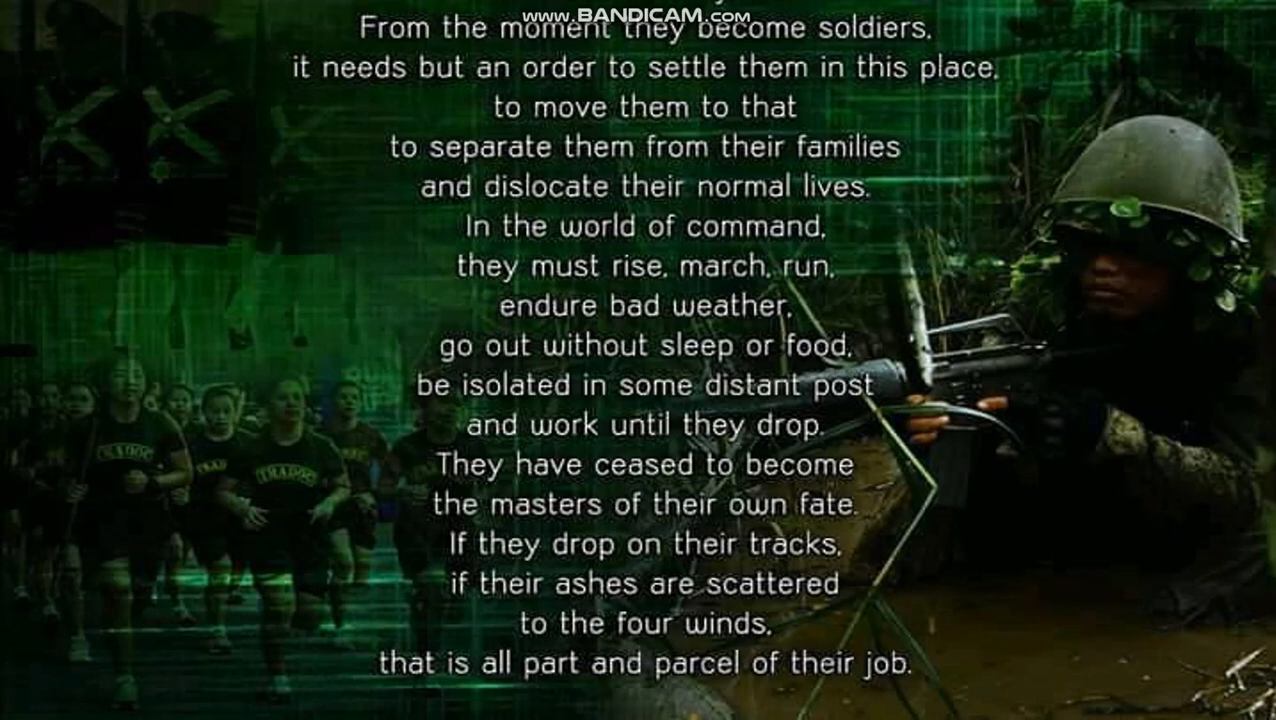 www.BANDICAM.com
From the moment they become soldiers,
it needs but an order to settle them in this place,
to move them to that
to separate them from their families
and dislocate their normal lives.
In the world of command,
they must rise, march, run,
endure bad weather,
go out without sleep or food,
be isolated in some distant post
and work until they drop.
They have ceased to become
the masters of their own fate.
If they drop on their tracks,
if their ashes are scattered
to the four winds,
that is all part and parcel of their job.
TRADOC
TRADOC